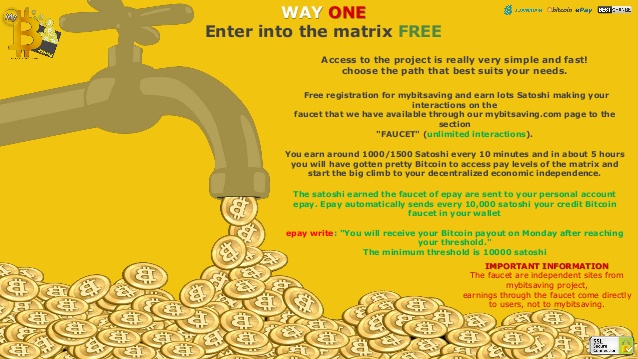 WAY ONE
Enter into the matrix FREE
bitcoin ePay
Access to the project is really very simple and fast!
choose the path that best suits your needs.
Free registration for mybitsaving and earn lots Satoshi making your
interactions on the
faucet that we have available through our mybitsaving.com page to the
section
"FAUCET" (unlimited interactions).
You earn around 1000/1500 Satoshi every 10 minutes and in about 5 hours
you will have gotten pretty Bitcoin to access pay levels of the matrix and
start the big climb to your decentralized economic independence.
The satoshi earned the faucet of epay are sent to your personal account
epay. Epay automatically sends every 10,000 satoshi your credit Bitcoin
faucet in your wallet
epay write: "You will receive your Bitcoin payout on Monday after reaching
your threshold."
The minimum threshold is 10000 satoshi
IMPORTANT INFORMATION
The faucet are independent sites from
mybitsaving project,
earnings through the faucet come directly
to users, not to mybitsaving.
SSL
Secure
Connection